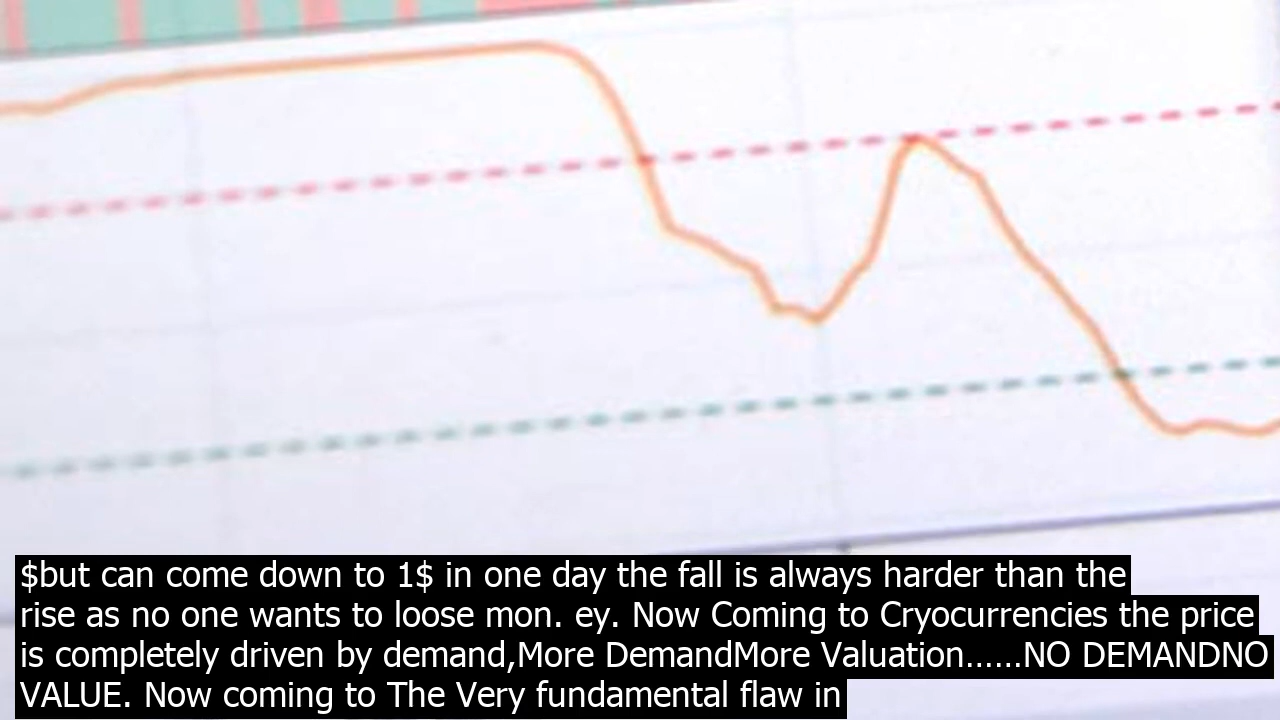 $but can come down to 1$ in one day the fall is always harder than the
rise as no one wants to loose mon. ey. Now Coming to Cryocurrencies the price
is completely driven by demand,More DemandMore Valuation......NO DEMANDNO
VALUE. Now coming to The Very fundamental flaw in